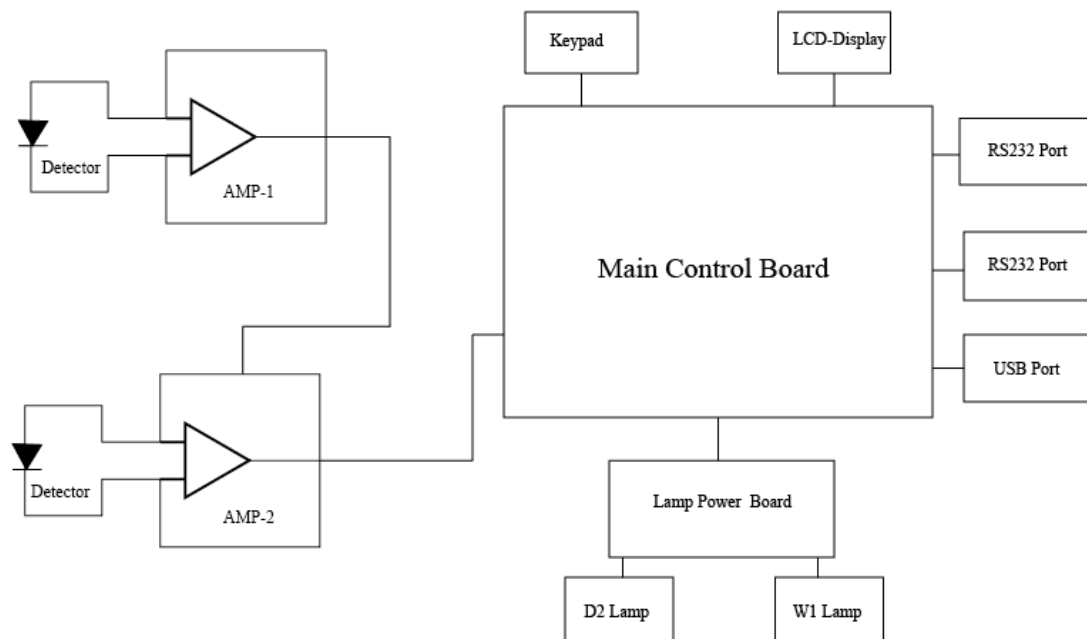 Keypad
LCD-Display
Detector
AMP-1
RS232 Port
Main Control Board
RS232 Port
USB Port
Detector
AMP-2
Lamp Power Board
D2 Lamp
W1 Lamp